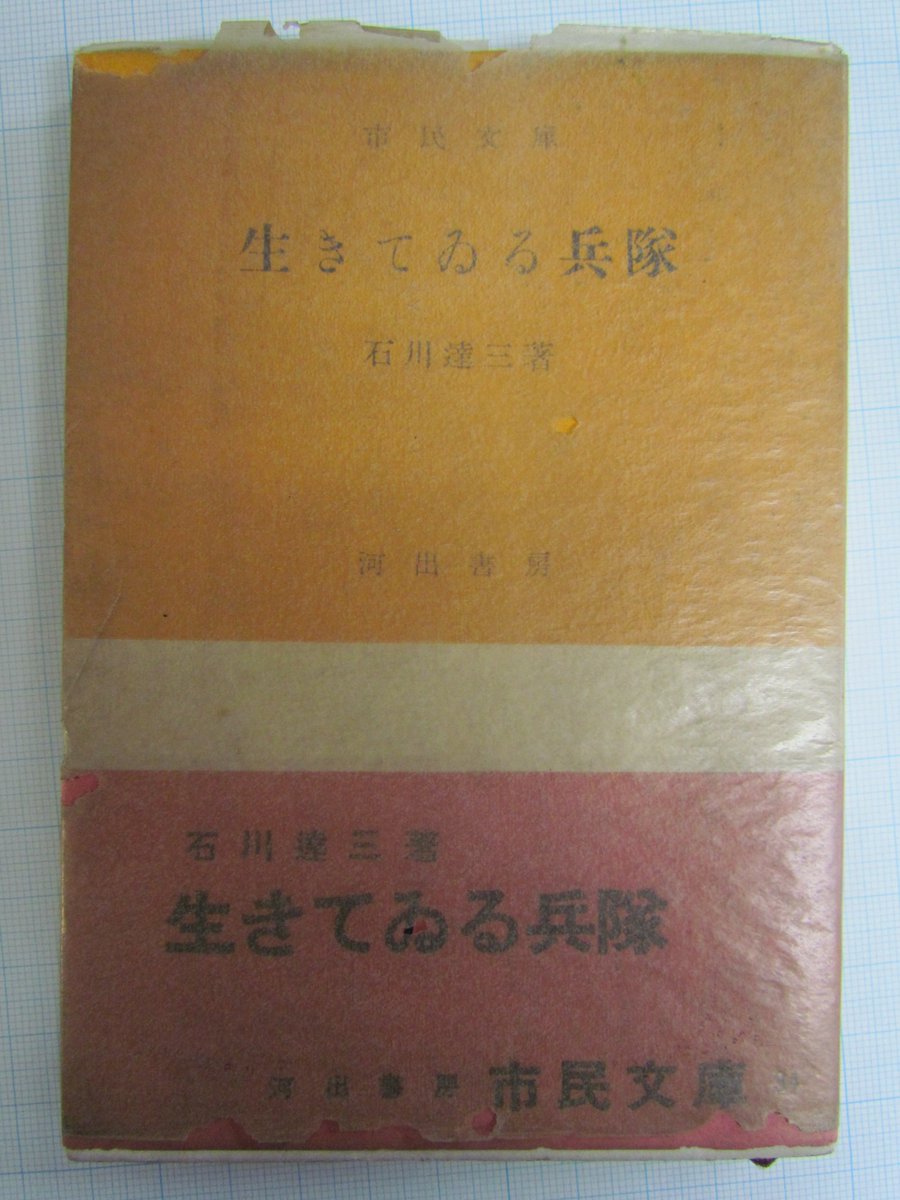 市民文庫
生きてゐる兵隊
石川達三著
河出書房
石川達三著
生きてゐる兵隊
河出書房 市民文庫